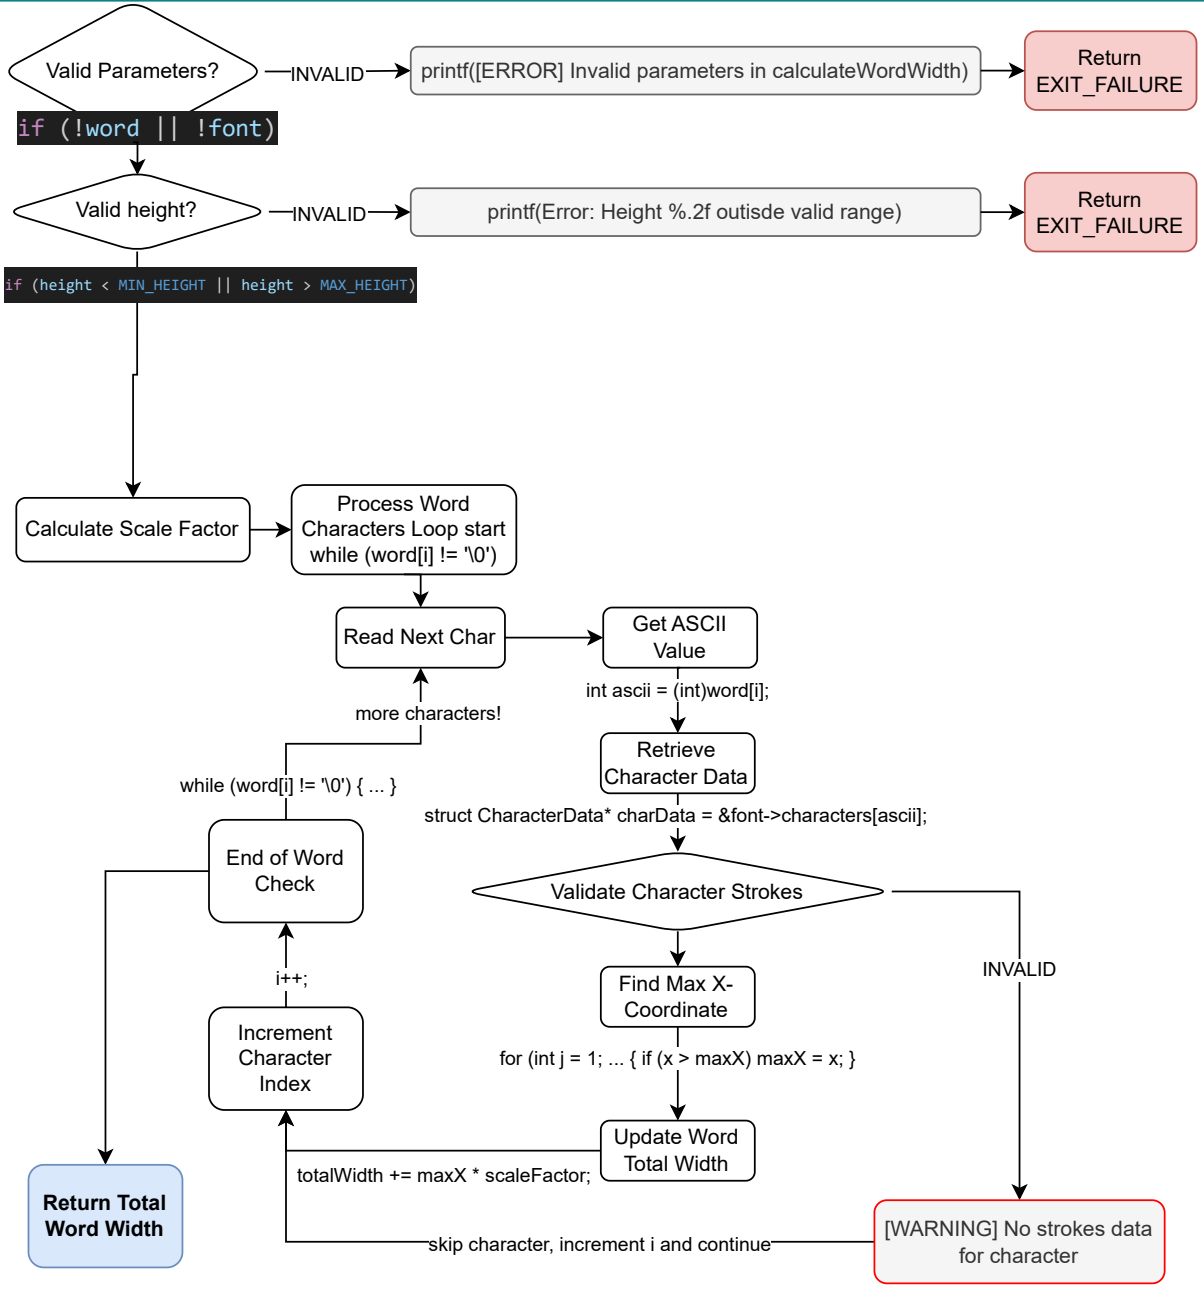 Valid Parameters?
INVALID
printf([ERROR] Invalid parameters in calculateWordWidth)
Return
EXIT_FAILURE
if (!word || !font)
Valid height?
INVALID
printf(Error: Height %.2f outisde valid range)
Return
EXIT_FAILURE
if (height < MIN_HEIGHT || height > MAX_HEIGHT)
Calculate Scale Factor
Process Word
Characters Loop start
while (word[i] != '\0')
Read Next Char
Get ASCII
Value
int ascii = (int)word[i];
more characters!
Retrieve
Character Data
while (word[i] != '\0') { ... }
struct CharacterData* charData = &font->characters[ascii];
End of Word
Check
Validate Character Strokes
INVALID
i++;
Find Max X-
Coordinate
Increment
Character
Index
for (int j = 1; ... { if (x > maxX) maxX = x; }
Update Word
Total Width
totalWidth += maxX * scaleFactor;
Return Total
Word Width
skip character, increment i and continue
[WARNING] No strokes data
for character